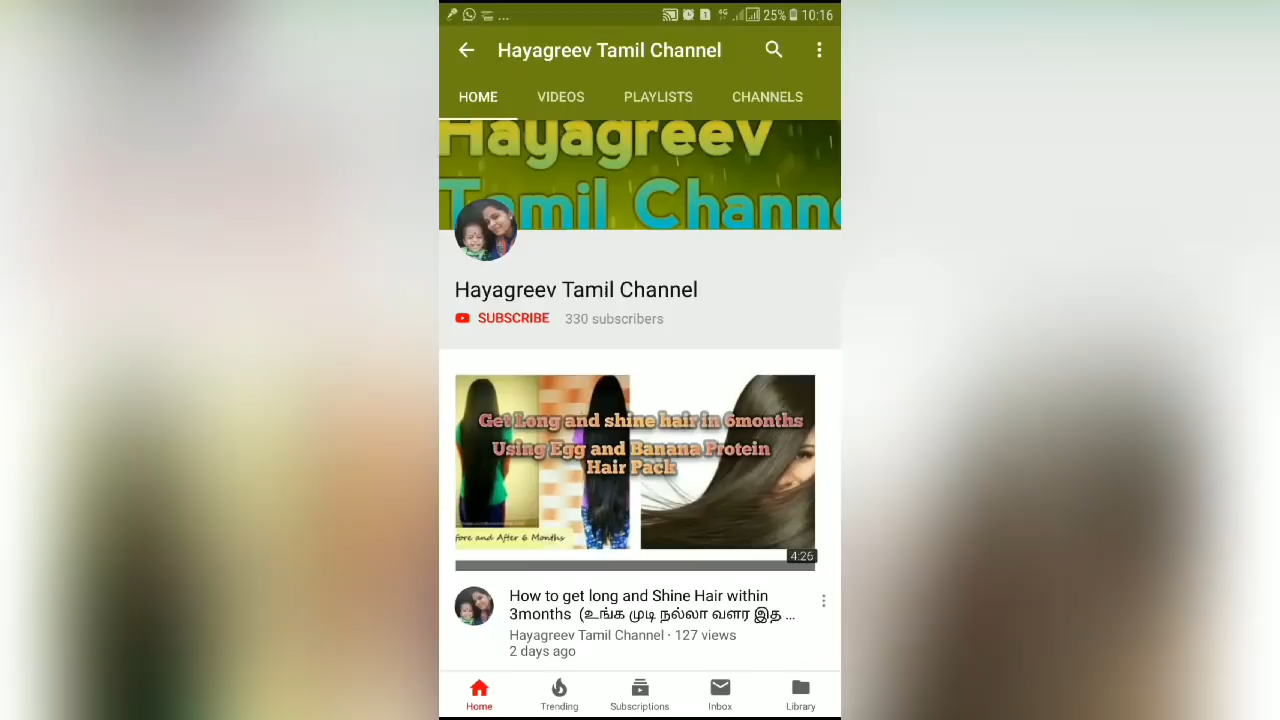 ... 4G 25% 10:16
Hayagreev Tamil Channel
HOME VIDEOS PLAYLISTS CHANNELS
Hayagreev
Tamil Channe
Hayagreev Tamil Channel
SUBSCRIBE 330 subscribers
Get Long and shine hair in 6months
Using Egg and Banana Protein
Hair Pack
fore and After 6 Months
4:26
How to get long and Shine Hair within
3months (உங்க முடி நல்லா வளர இத ...
Hayagreev Tamil Channel · 127 views
2 days ago
Home Trending Subscriptions Inbox Library